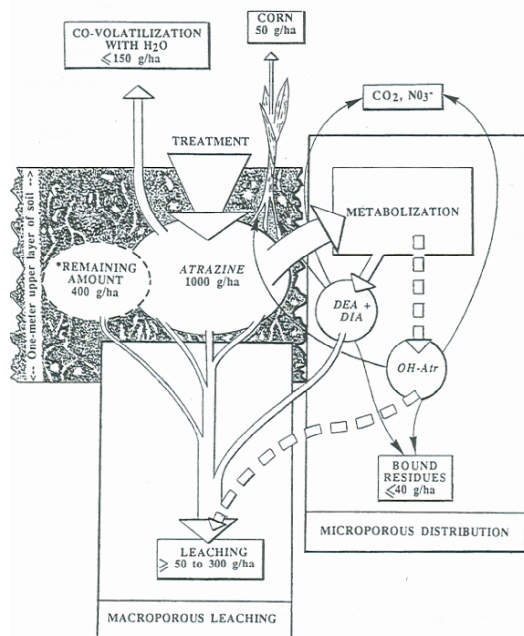 CO-VOLATILIZATION
WITH H2O
≤150 g/ha
CORN
50 g/ha
CO2, N03-
TREATMENT
METABOLIZATION
<-- One-meter upper layer of soil -->
*REMAINING
AMOUNT
400 g/ha
ATRAZINE
1000 g/ha
DEA +
DIA
OH-Atr
BOUND
RESIDUES
≤40 g/ha
MICROPOROUS DISTRIBUTION
LEACHING
≥ 50 to 300 g/ha
MACROPOROUS LEACHING